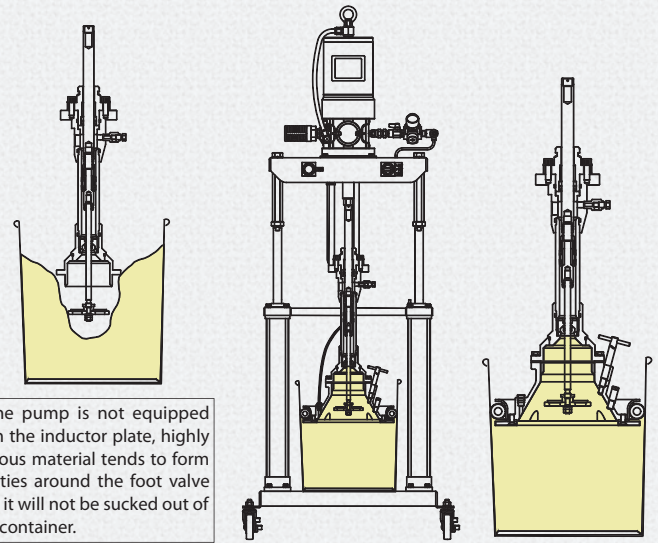 ne pump is not equipped
n the inductor plate, highly
ous material tends to form
ties around the foot valve
it will not be sucked out of
container.